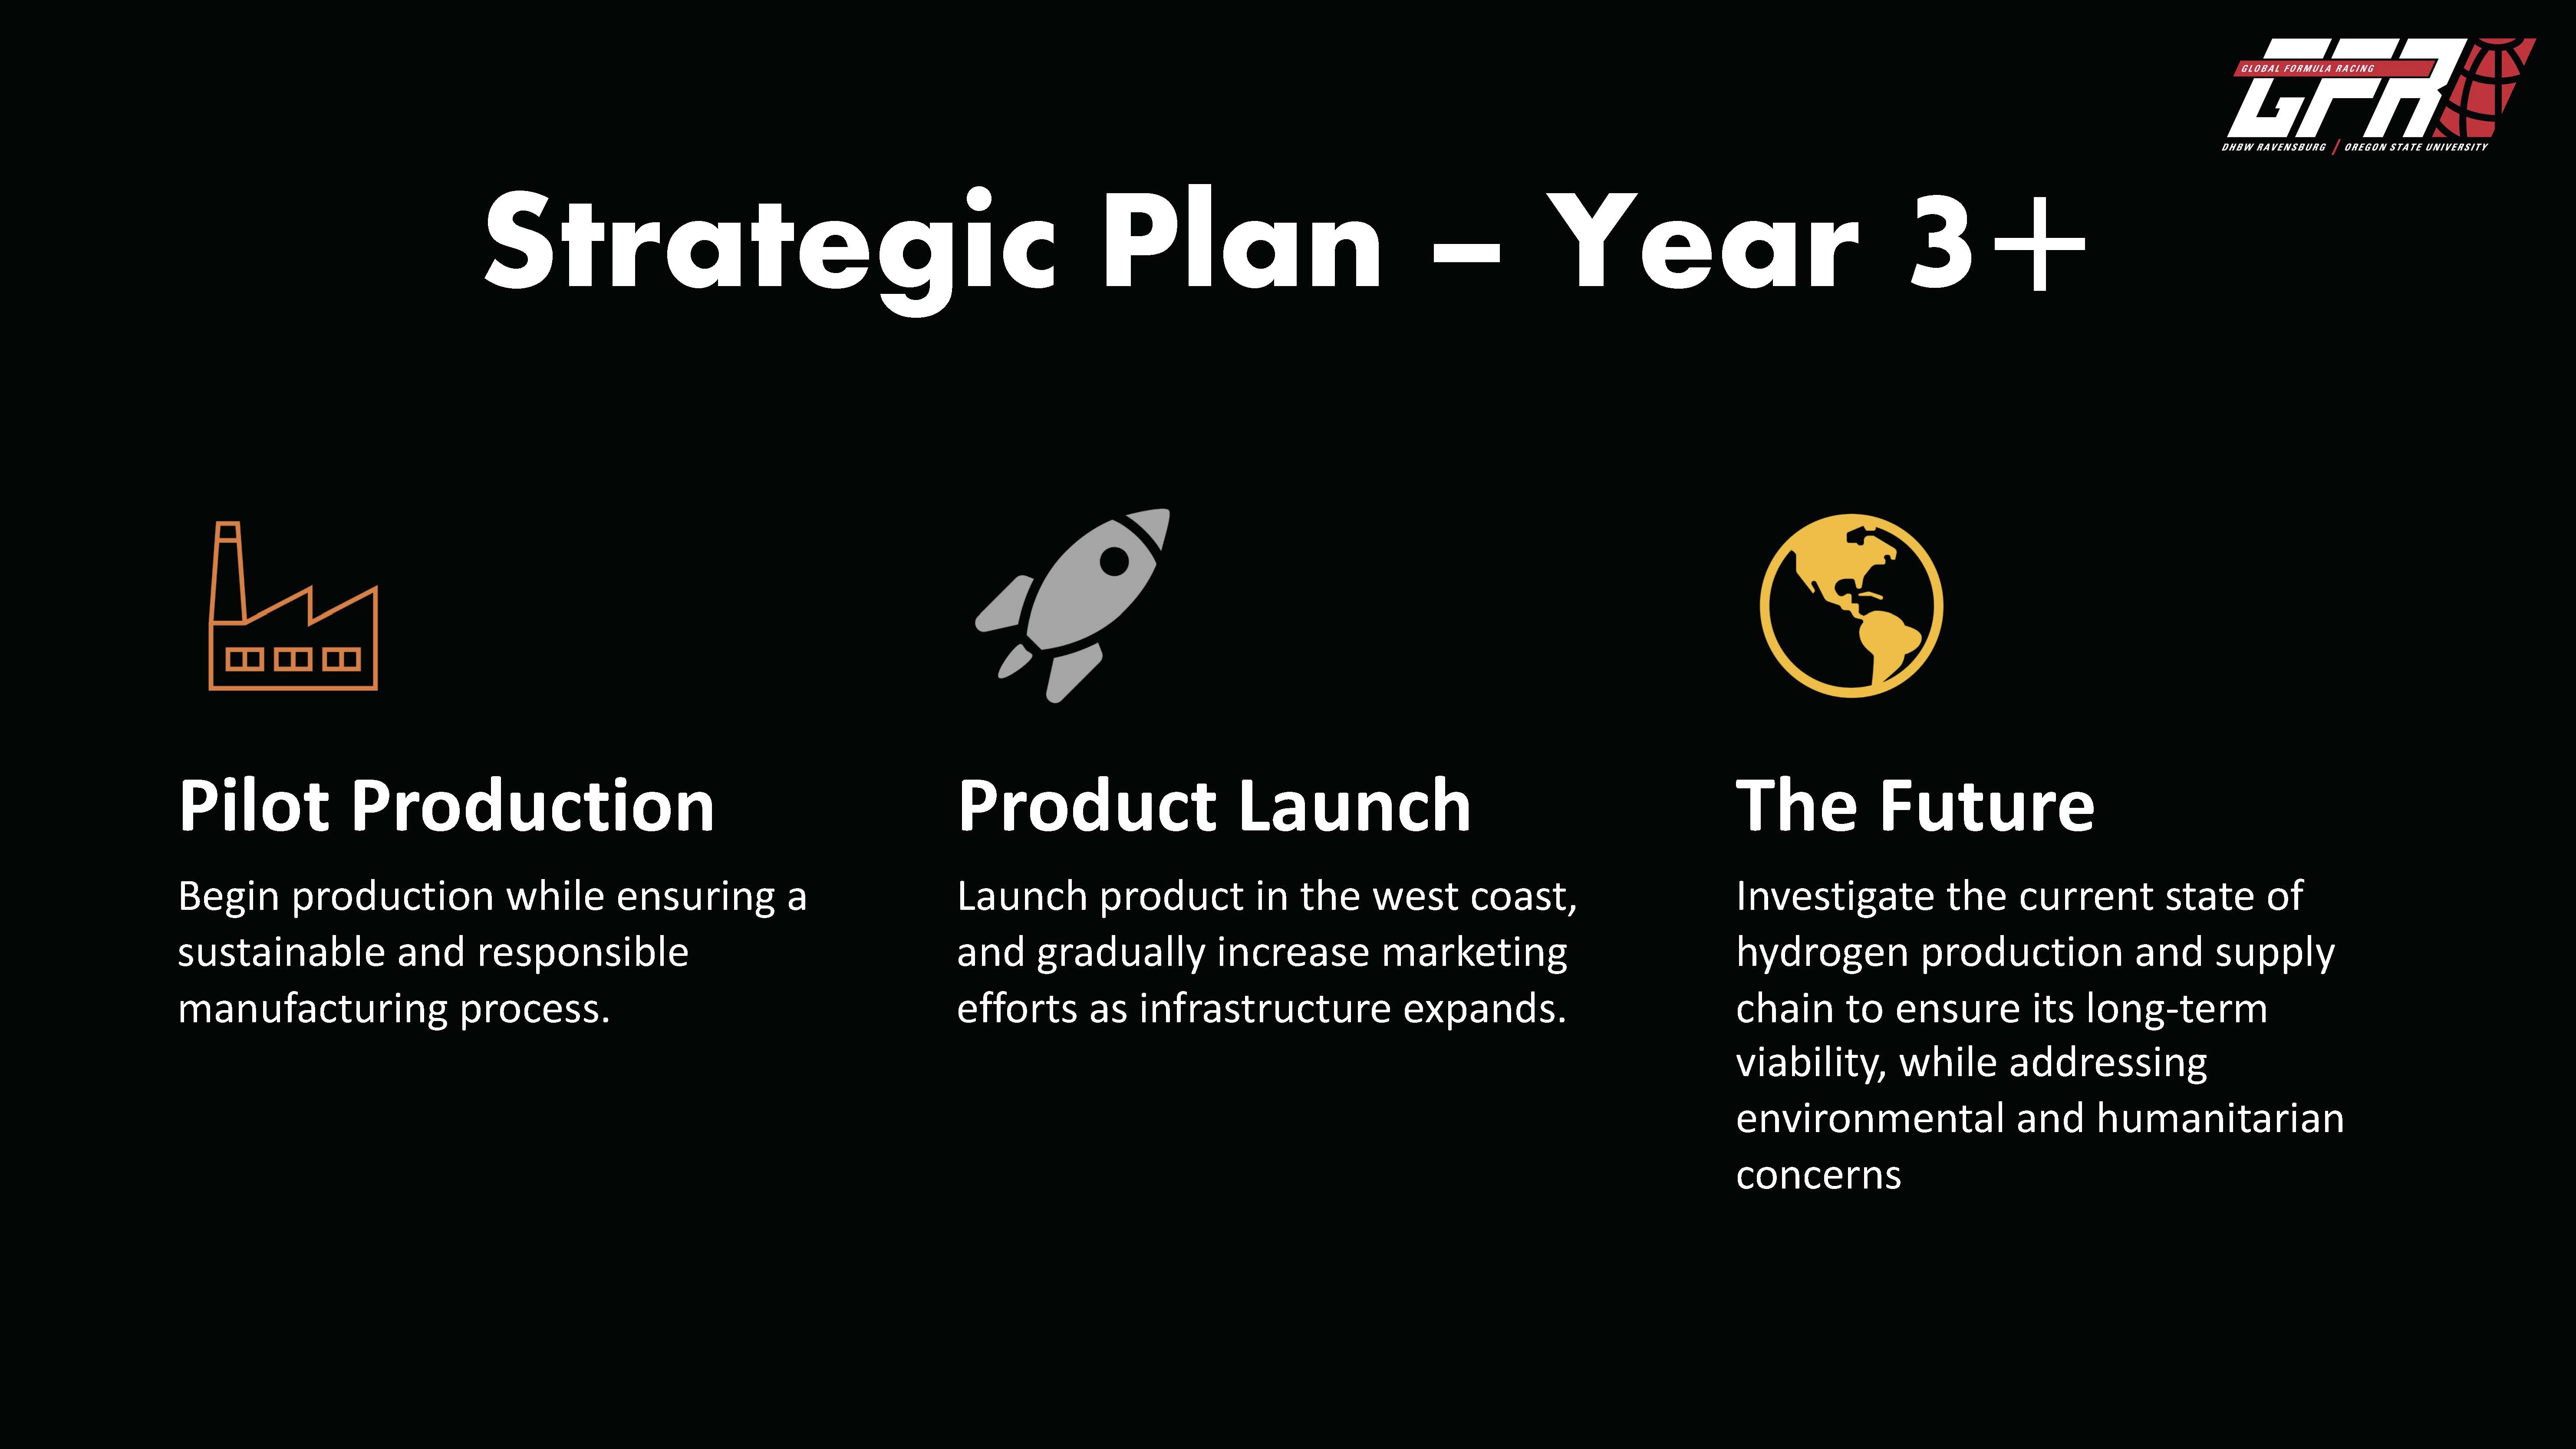 GFR
GLOBAL FORMULA RACING
DHBW RAVENSBURG / OREGON STATE UNIVERSITY
Strategic Plan – Year 3+
Pilot Production
Begin production while ensuring a
sustainable and responsible
manufacturing process.
Product Launch
Launch product in the west coast,
and gradually increase marketing
efforts as infrastructure expands.
The Future
Investigate the current state of
hydrogen production and supply
chain to ensure its long-term
viability, while addressing
environmental and humanitarian
concerns